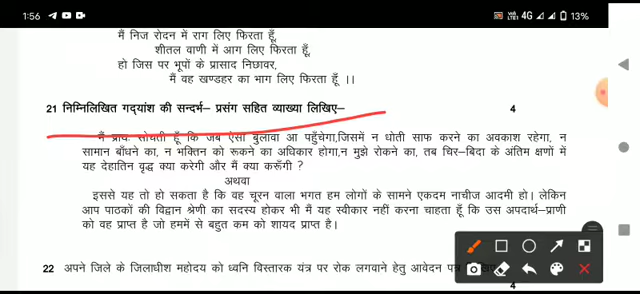 1:56
4G 13%
मैं निज रोदन में राग लिए फिरता हूँ,
शीतल वाणी में आग लिए फिरता हूँ,
हो जिस पर भूपों के प्रासाद निछावर,
मैं वह खण्डहर का भाग लिए फिरता हूँ ।।
21 निम्निलिखित गद्यांश की सन्दर्भ– प्रसंग सहित व्याख्या लिखिए– 4
मैं प्रायः सोचती हूँ कि जब ऐसा बुलावा आ पहुँचेगा,जिसमें न धोती साफ करने का अवकाश रहेगा, न
सामान बाँधने का, न भक्तिन को रूकने का अधिकार होगा,न मुझे रोकने का, तब चिर–बिदा के अतिम क्षणों में
यह देहातिन वृद्ध क्या करेगी और मैं क्या करूँगी ?
अथवा
इससे यह तो हो सकता है कि वह चूरन वाला भगत हम लोगों के सामने एकदम नाचीज आदमी हो। लेकिन
आप पाठकों की विद्वान श्रेणी का सदस्य होकर भी मैं यह स्वीकार नहीं करना चाहता हूँ कि उस अपदार्थ–प्राणी
को वह प्राप्त है जो हममें से बहुत कम को शायद प्राप्त है।
22 अपने जिले के जिलाधीश महोदय को ध्वनि विस्तारक यंत्र पर रोक लगवाने हेतु आवेदन पत्र
4